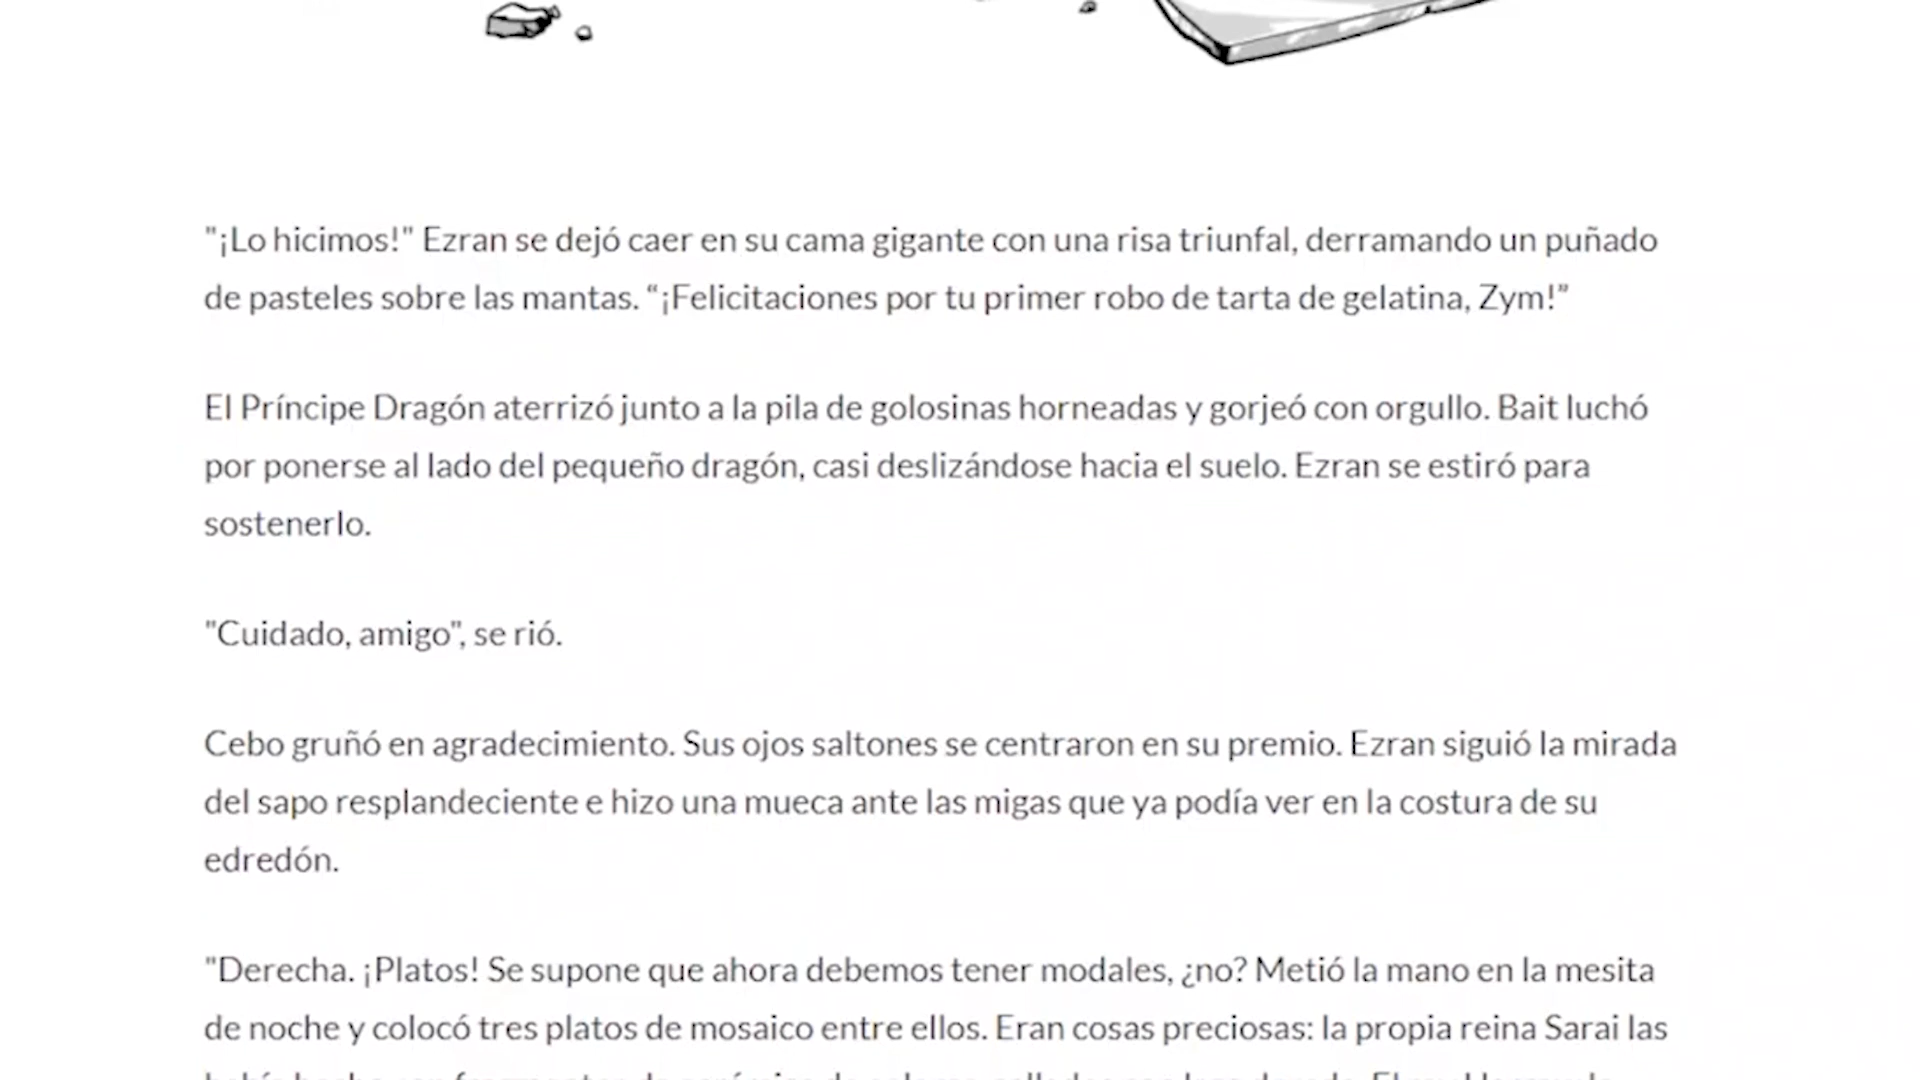 "¡Lo hicimos!" Ezran se dejó caer en su cama gigante con una risa triunfal, derramando un puñado
de pasteles sobre las mantas. “¡Felicitaciones por tu primer robo de tarta de gelatina, Zym!”
El Príncipe Dragón aterrizó junto a la pila de golosinas horneadas y gorjeó con orgullo. Bait luchó
por ponerse al lado del pequeño dragón, casi deslizándose hacia el suelo. Ezran se estiró para
sostenerlo.
"Cuidado, amigo", se rió.
Cebo gruñó en agradecimiento. Sus ojos saltones se centraron en su premio. Ezran siguió la mirada
del sapo resplandeciente e hizo una mueca ante las migas que ya podía ver en la costura de su
edredón.
"Derecha. ¡Platos! Se supone que ahora debemos tener modales, ¿no? Metió la mano en la mesita
de noche y colocó tres platos de mosaico entre ellos. Eran cosas preciosas: la propia reina Sarai las